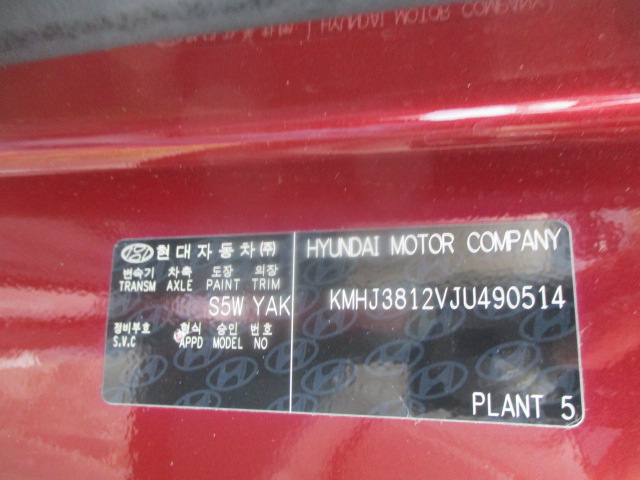 현대자동차(주)
변속기 차축 도장 의장
TRANSM AXLE PAINT TRIM
S5W YAK
정비부호 형식 승인 번호
S.V.C APPD MODEL NO
HYUNDAI MOTOR COMPANY
KMHJ3812VJU490514
PLANT 5